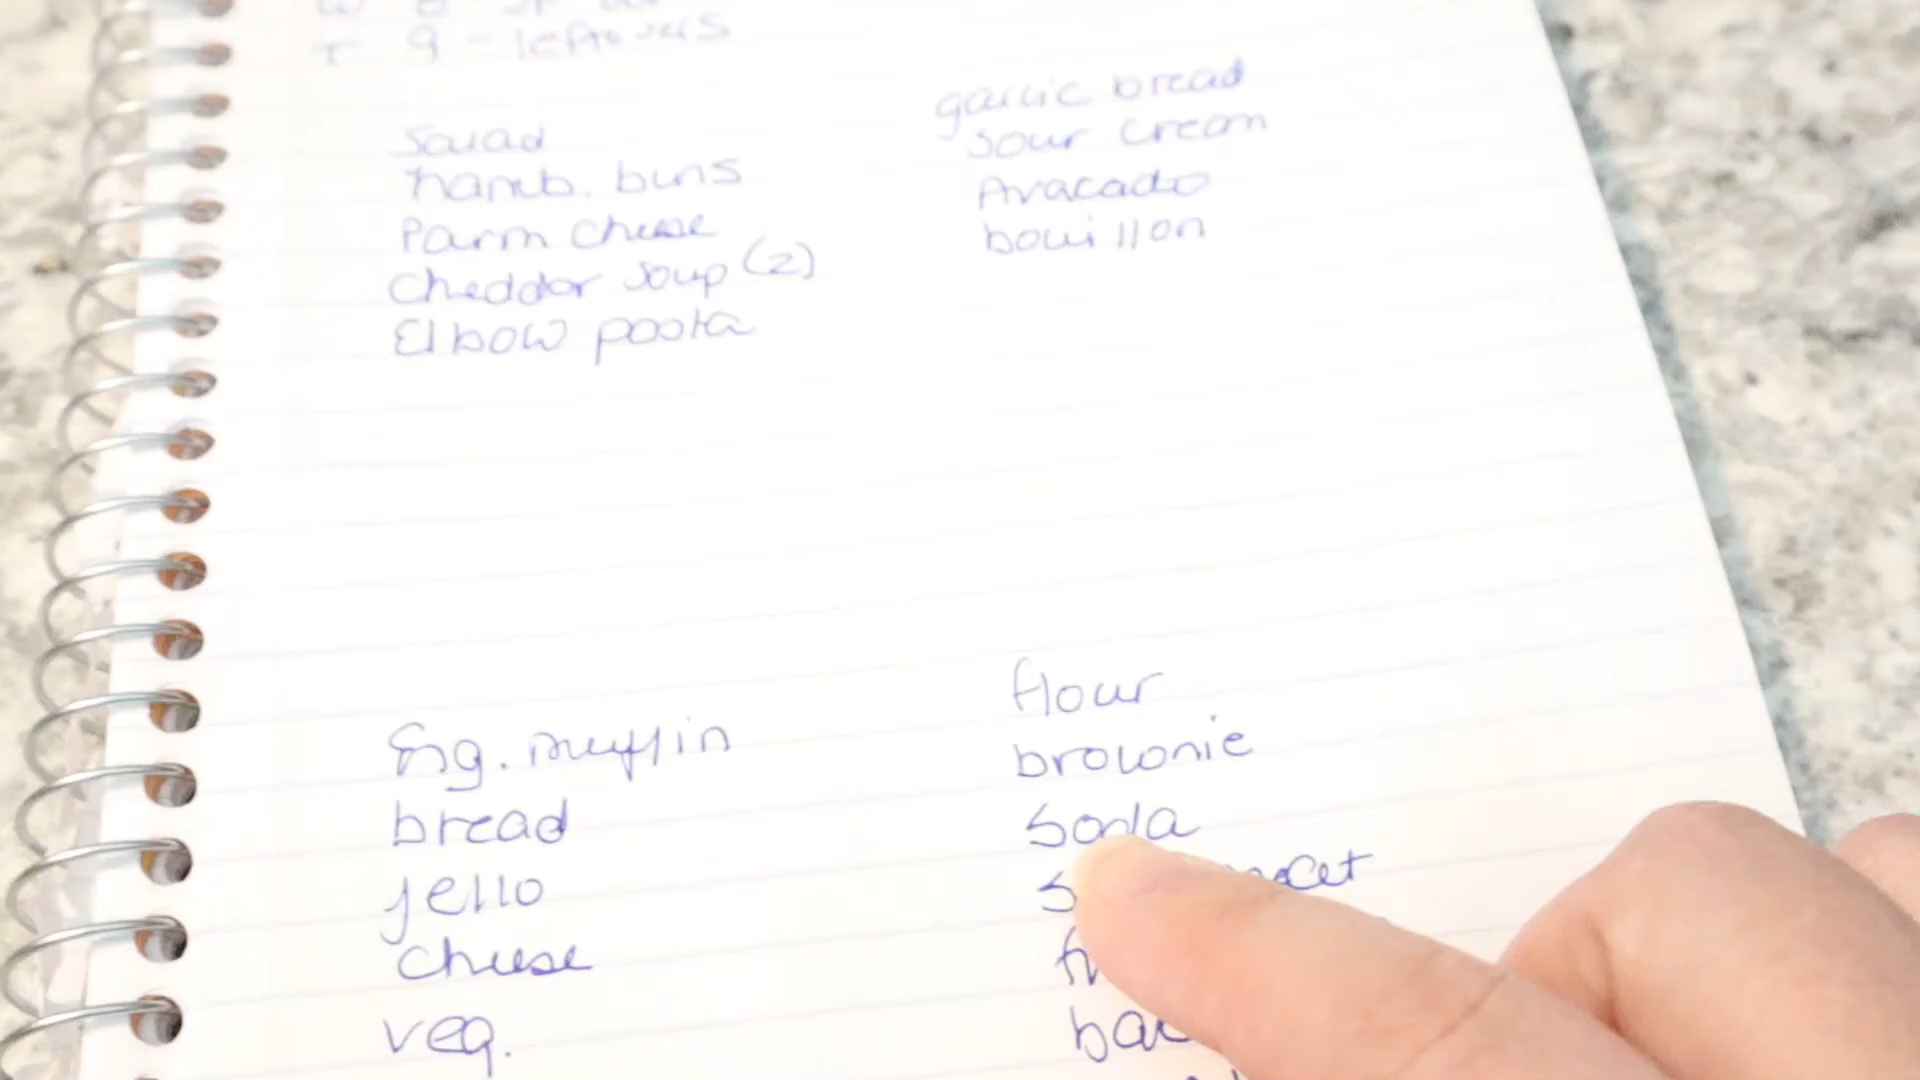 T 9 - leftovers
Salad
hamb. buns
Parm cheese
Cheddar soup (2)
Elbow pasta
garlic bread
sour cream
Avacado
bouillon
Eng. muffin
bread
jello
cheese
veg.
flour
brownie
soda